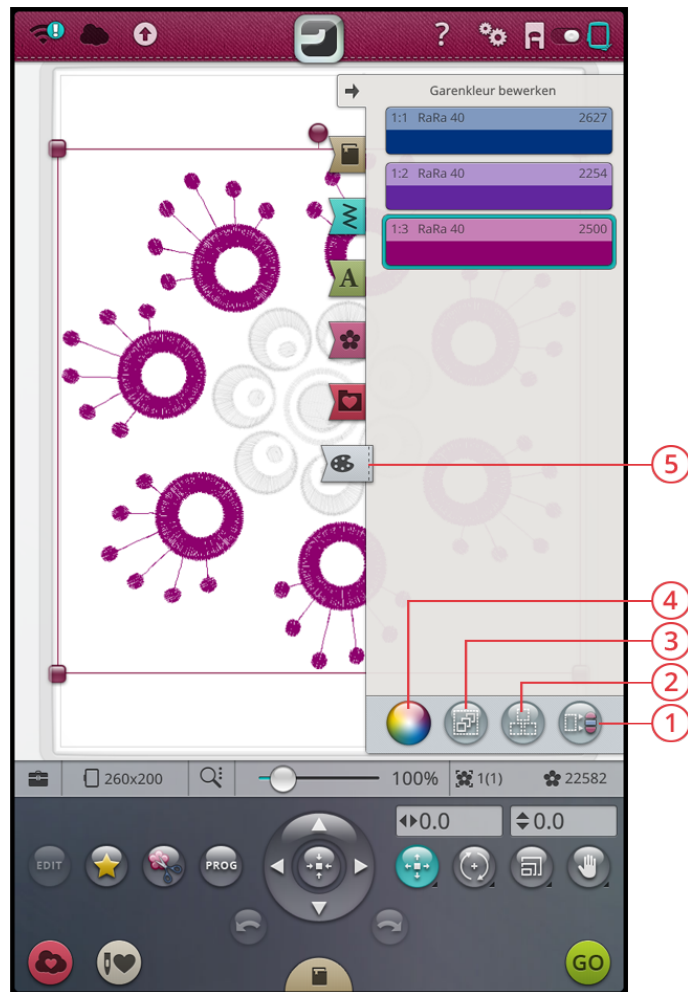 ?
Garenkleur bewerken
1:1 RaRa 40 2627
1:2 RaRa 40 2254
1:3 RaRa 40 2500
A
5
4
3
2
1
260x200 100% 1(1) 22582
0.0 0.0
EDIT PROG
GO